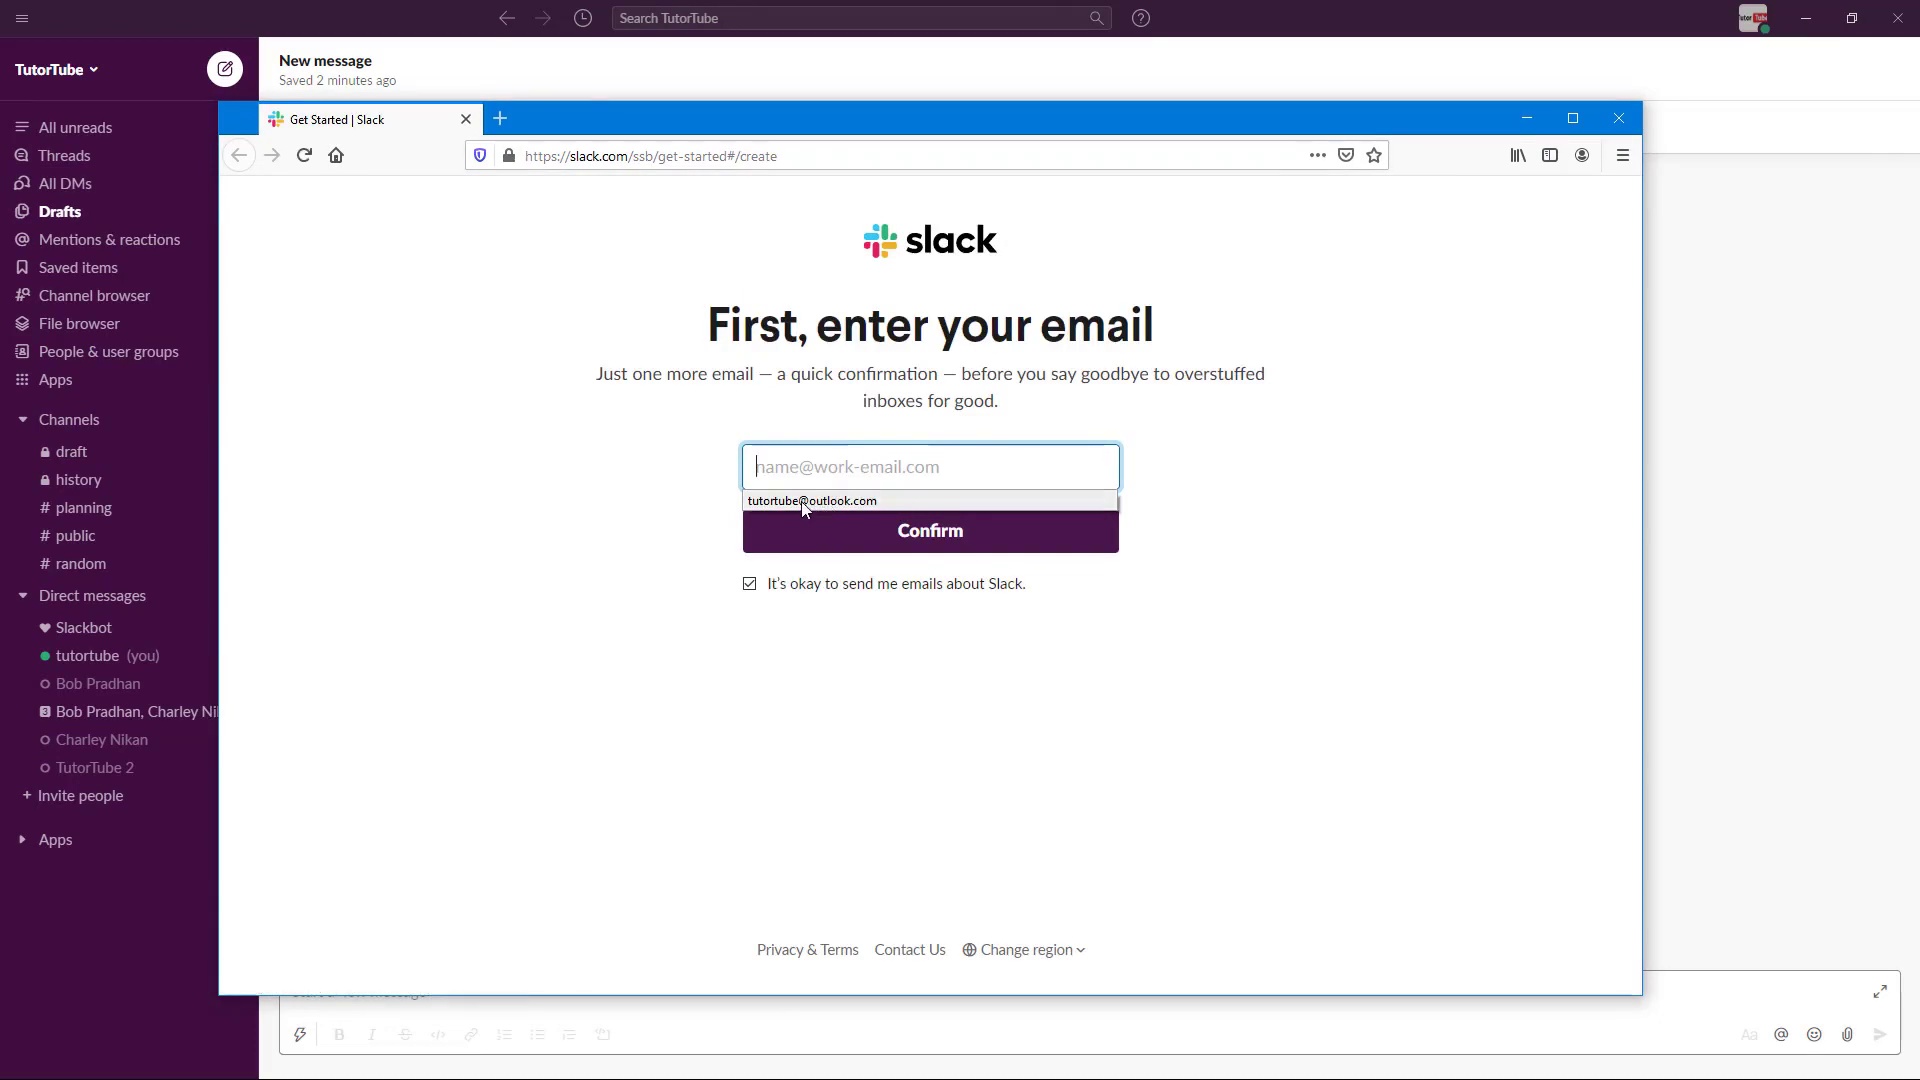 Search TutorTube
Tutor Tube
TutorTube
New message
Saved 2 minutes ago
All unreads
Threads
All DMs
Drafts
Mentions & reactions
Saved items
Channel browser
File browser
People & user groups
Apps
Channels
draft
history
# planning
# public
# random
Direct messages
Slackbot
tutortube (you)
Bob Pradhan
3 Bob Pradhan, Charley Ni
Charley Nikan
TutorTube 2
+ Invite people
Apps
Get Started | Slack
https://slack.com/ssb/get-started#/create
slack
First, enter your email
Just one more email — a quick confirmation — before you say goodbye to overstuffed
inboxes for good.
name@work-email.com
tutortube@outlook.com
Confirm
It's okay to send me emails about Slack.
Privacy & Terms Contact Us Change region
B I S
Aa @